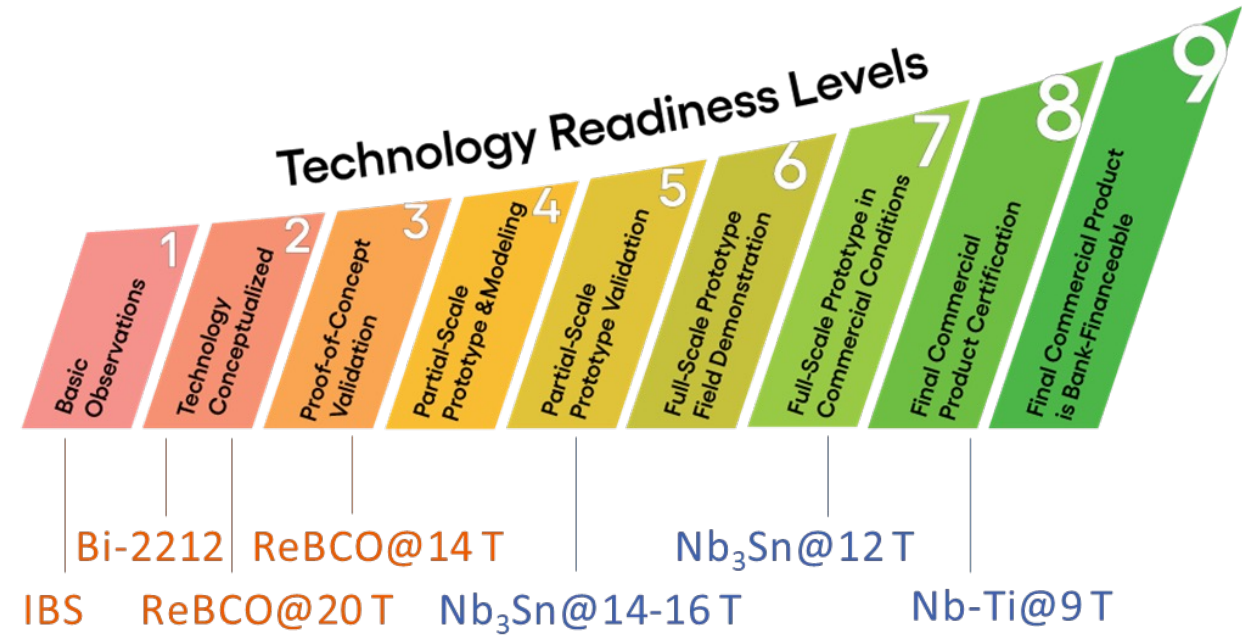 Technology Readiness Levels
1
Basic
Observations
2
Technology
Conceptualized
3
Proof-of-Concept
Validation
4
Partial-Scale
Prototype & Modeling
5
Partial-Scale
Prototype Validation
6
Full-Scale Prototype
Field Demonstration
7
Full-Scale Prototype in
Commercial Conditions
8
Final Commercial
Product Certification
9
Final Commercial Product
is Bank-Financeable
Bi-2212
ReBCO@14 T
Nb₃Sn@12 T
IBS
ReBCO@20 T
Nb₃Sn@14-16 T
Nb-Ti@9 T